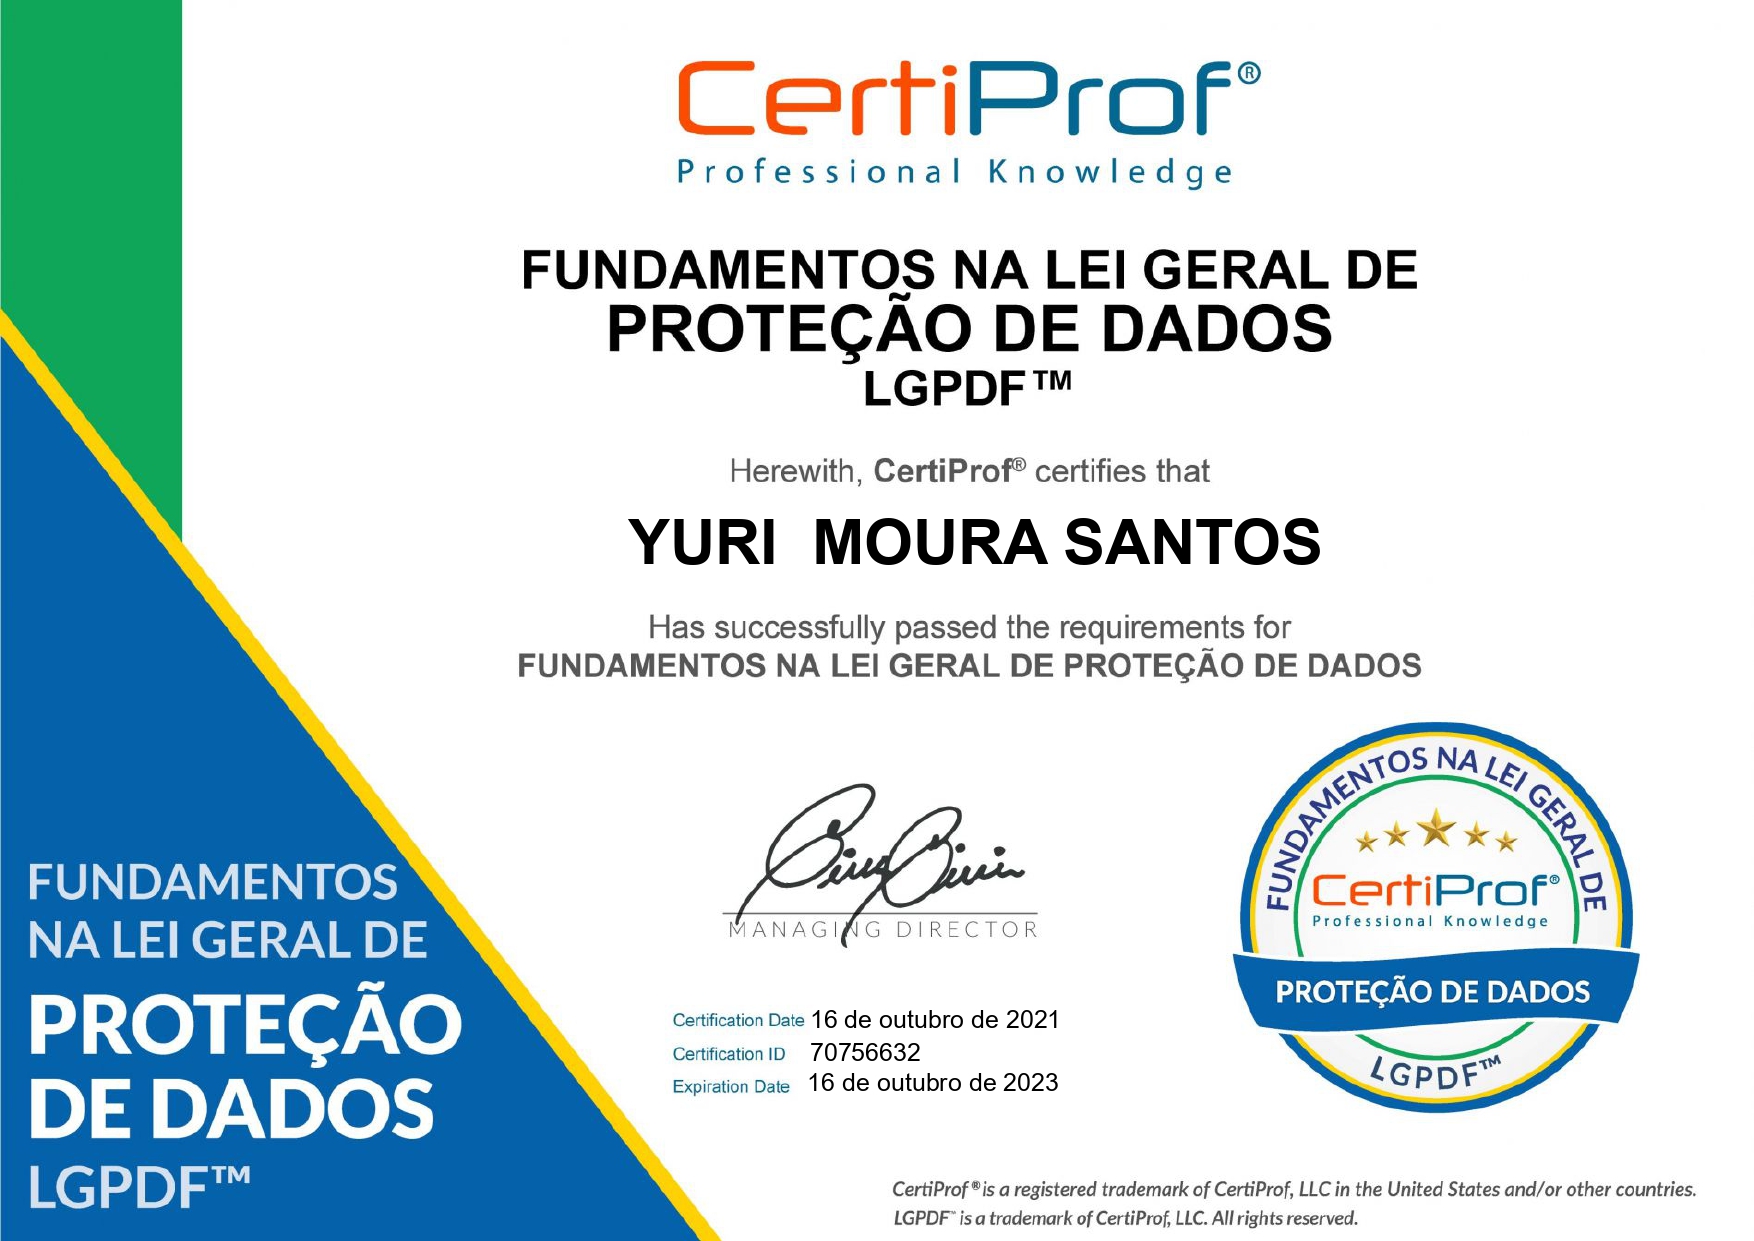 CertiProf®
Professional Knowledge
FUNDAMENTOS NA LEI GERAL DE
PROTEÇÃO DE DADOS
LGPDF™
Herewith, CertiProf® certifies that
YURI  MOURA SANTOS
Has successfully passed the requirements for
FUNDAMENTOS NA LEI GERAL DE PROTEÇÃO DE DADOS
MANAGING DIRECTOR
Certification Date 16 de outubro de 2021
Certification ID 70756632
Expiration Date 16 de outubro de 2023
FUNDAMENTOS NA LEI GERAL DE
CertiProf®
Professional Knowledge
PROTEÇÃO DE DADOS
LGPDF™
FUNDAMENTOS
NA LEI GERAL DE
PROTEÇÃO
DE DADOS
LGPDF™
CertiProf® is a registered trademark of CertiProf, LLC in the United States and/or other countries.
LGPDF™ is a trademark of CertiProf, LLC. All rights reserved.